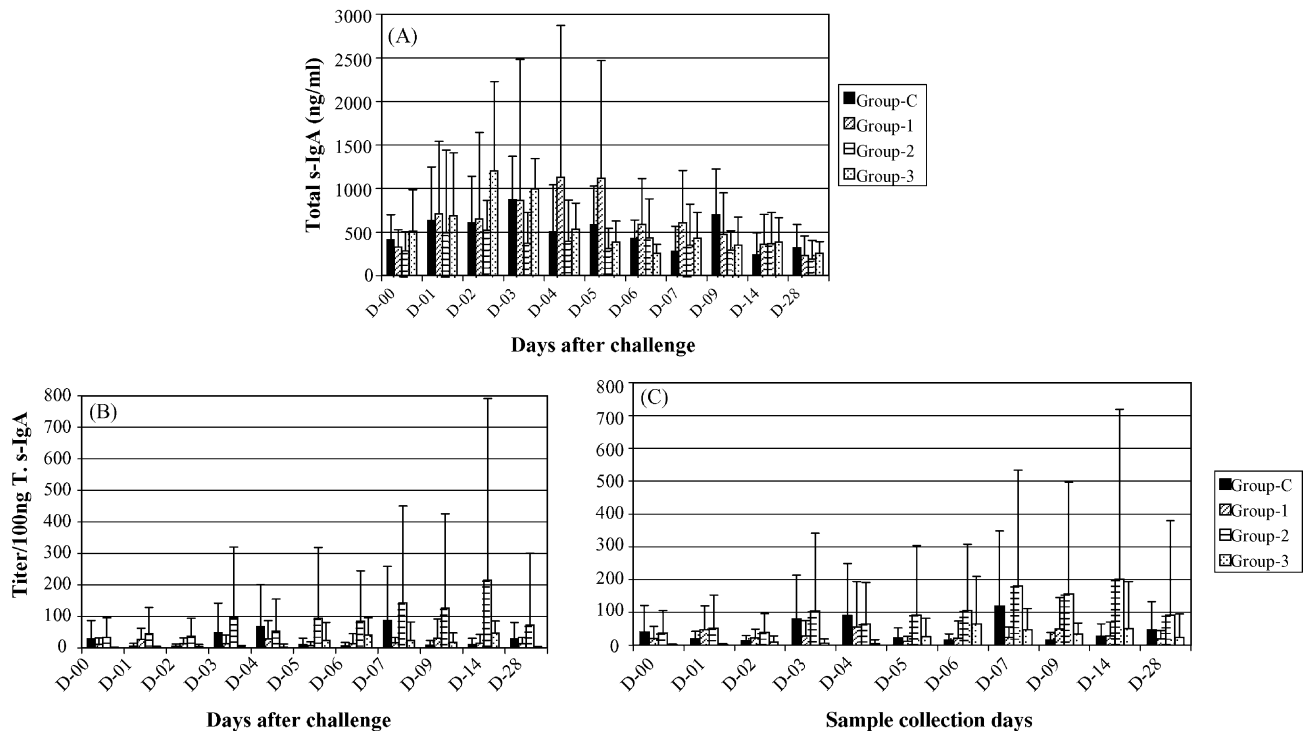 (A)
Total s-IgA (ng/ml)
3000
2500
2000
1500
1000
500
0
D-00 D-01 D-02 D-03 D-04 D-05 D-06 D-07 D-09 D-14 D-28
Days after challenge
Group-C
Group-1
Group-2
Group-3
(B)
Titer/100ng T. s-IgA
800
700
600
500
400
300
200
100
0
D-00 D-01 D-02 D-03 D-04 D-05 D-06 D-07 D-09 D-14 D-28
Days after challenge
(C)
800
700
600
500
400
300
200
100
0
D-00 D-01 D-02 D-03 D-04 D-05 D-06 D-07 D-09 D-14 D-28
Sample collection days
Group-C
Group-1
Group-2
Group-3